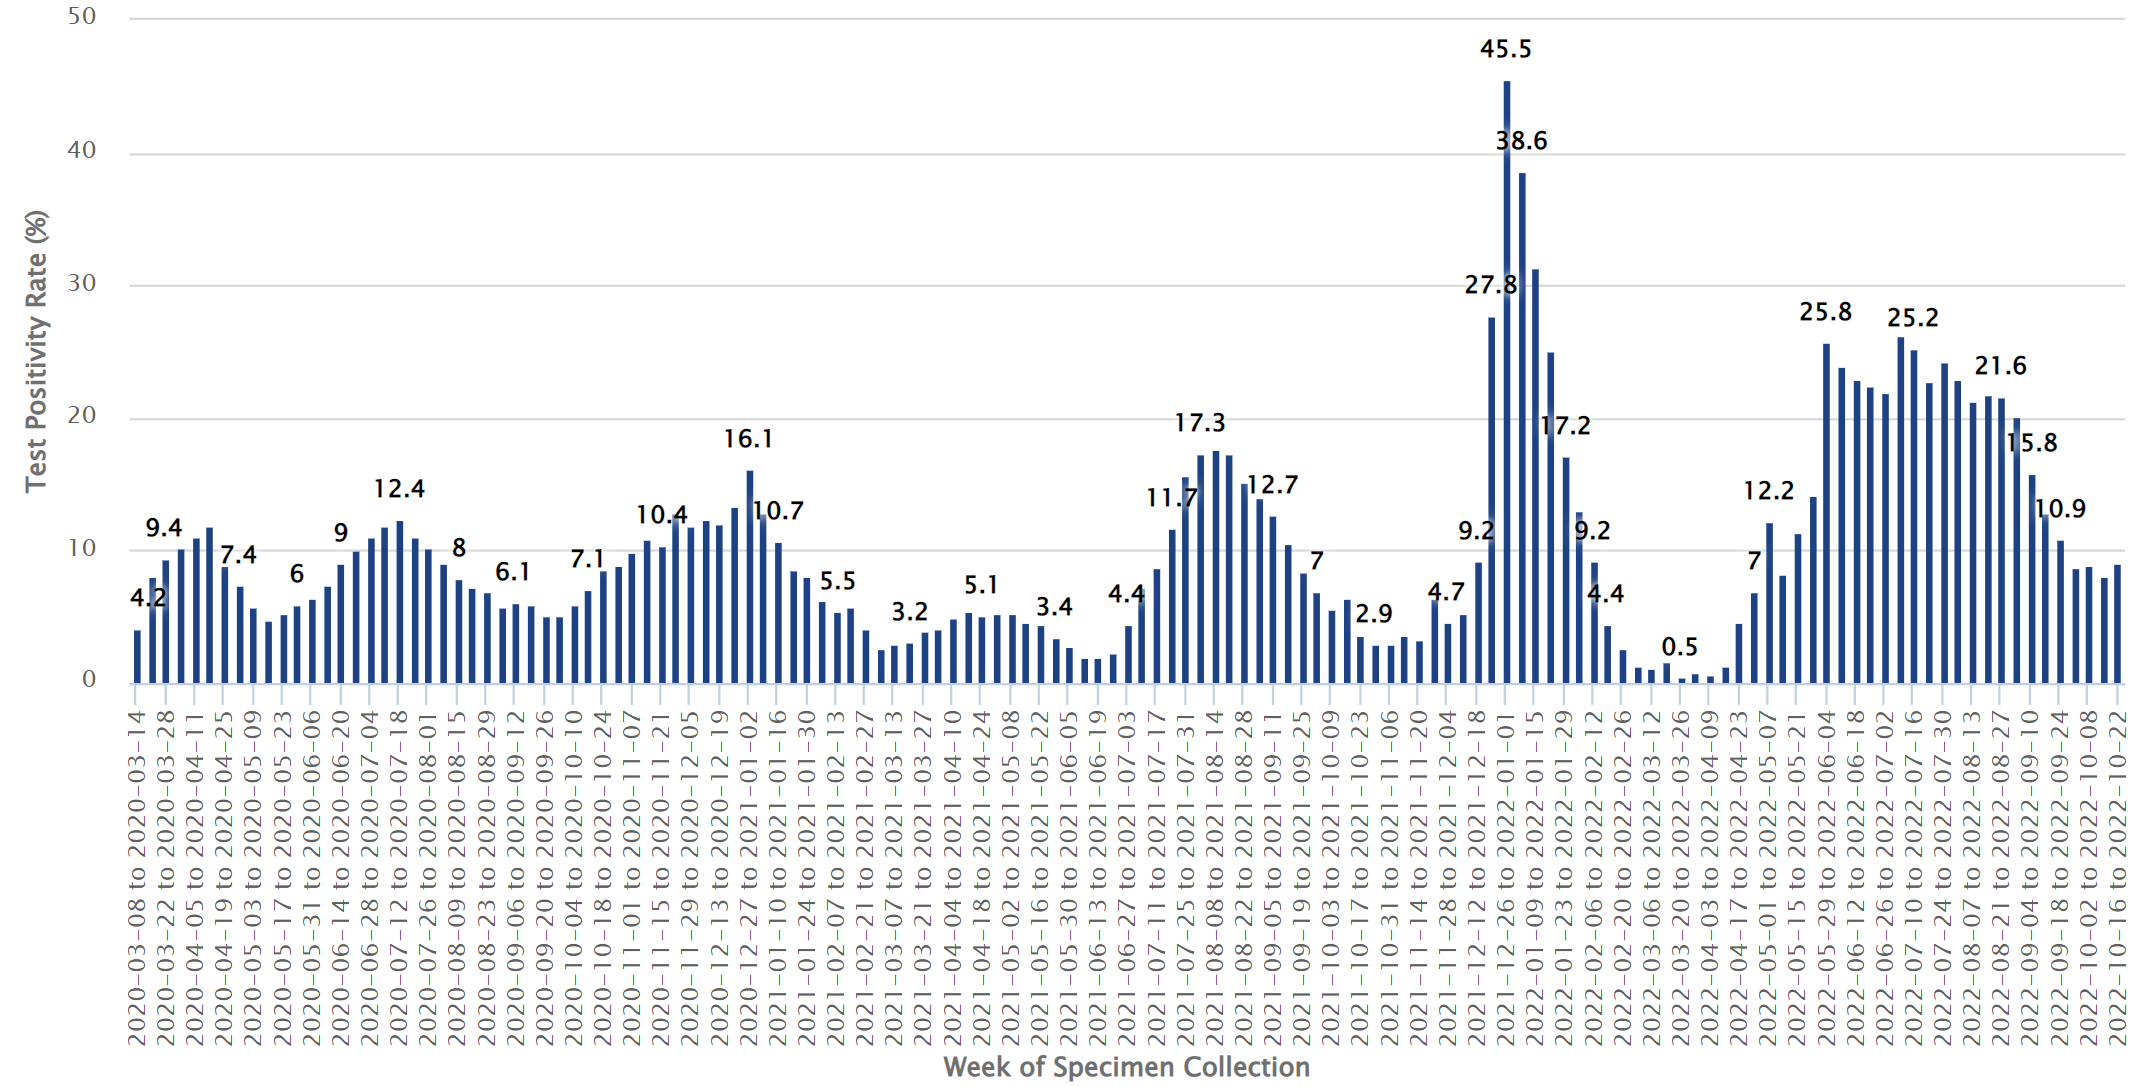 50
40
30
20
10
0
Test Positivity Rate (%)
4.2
9.4
7.4
6
9
12.4
8
6.1
7.1
10.4
16.1
10.7
5.5
3.2
5.1
3.4
4.4
11.7
17.3
12.7
7
2.9
4.7
9.2
27.8
45.5
38.6
17.2
9.2
4.4
0.5
7
12.2
25.8
25.2
21.6
15.8
10.9
2020-03-08 to 2020-03-14
2020-03-22 to 2020-03-28
2020-04-05 to 2020-04-11
2020-04-19 to 2020-04-25
2020-05-03 to 2020-05-09
2020-05-17 to 2020-05-23
2020-05-31 to 2020-06-06
2020-06-14 to 2020-06-20
2020-06-28 to 2020-07-04
2020-07-12 to 2020-07-18
2020-07-26 to 2020-08-01
2020-08-09 to 2020-08-15
2020-08-23 to 2020-08-29
2020-09-06 to 2020-09-12
2020-09-20 to 2020-09-26
2020-10-04 to 2020-10-10
2020-10-18 to 2020-10-24
2020-11-01 to 2020-11-07
2020-11-15 to 2020-11-21
2020-11-29 to 2020-12-05
2020-12-13 to 2020-12-19
2020-12-27 to 2021-01-02
2021-01-10 to 2021-01-16
2021-01-24 to 2021-01-30
2021-02-07 to 2021-02-13
2021-02-21 to 2021-02-27
2021-03-07 to 2021-03-13
2021-03-21 to 2021-03-27
2021-04-04 to 2021-04-10
2021-04-18 to 2021-04-24
2021-05-02 to 2021-05-08
2021-05-16 to 2021-05-22
2021-05-30 to 2021-06-05
2021-06-13 to 2021-06-19
2021-06-27 to 2021-07-03
2021-07-11 to 2021-07-17
2021-07-25 to 2021-07-31
2021-08-08 to 2021-08-14
2021-08-22 to 2021-08-28
2021-09-05 to 2021-09-11
2021-09-19 to 2021-09-25
2021-10-03 to 2021-10-09
2021-10-17 to 2021-10-23
2021-10-31 to 2021-11-06
2021-11-14 to 2021-11-20
2021-11-28 to 2021-12-04
2021-12-12 to 2021-12-18
2021-12-26 to 2022-01-01
2022-01-09 to 2022-01-15
2022-01-23 to 2022-01-29
2022-02-06 to 2022-02-12
2022-02-20 to 2022-02-26
2022-03-06 to 2022-03-12
2022-03-20 to 2022-03-26
2022-04-03 to 2022-04-09
2022-04-17 to 2022-04-23
2022-05-01 to 2022-05-07
2022-05-15 to 2022-05-21
2022-05-29 to 2022-06-04
2022-06-12 to 2022-06-18
2022-06-26 to 2022-07-02
2022-07-10 to 2022-07-16
2022-07-24 to 2022-07-30
2022-08-07 to 2022-08-13
2022-08-21 to 2022-08-27
2022-09-04 to 2022-09-10
2022-09-18 to 2022-09-24
2022-10-02 to 2022-10-08
2022-10-16 to 2022-10-22
Week of Specimen Collection